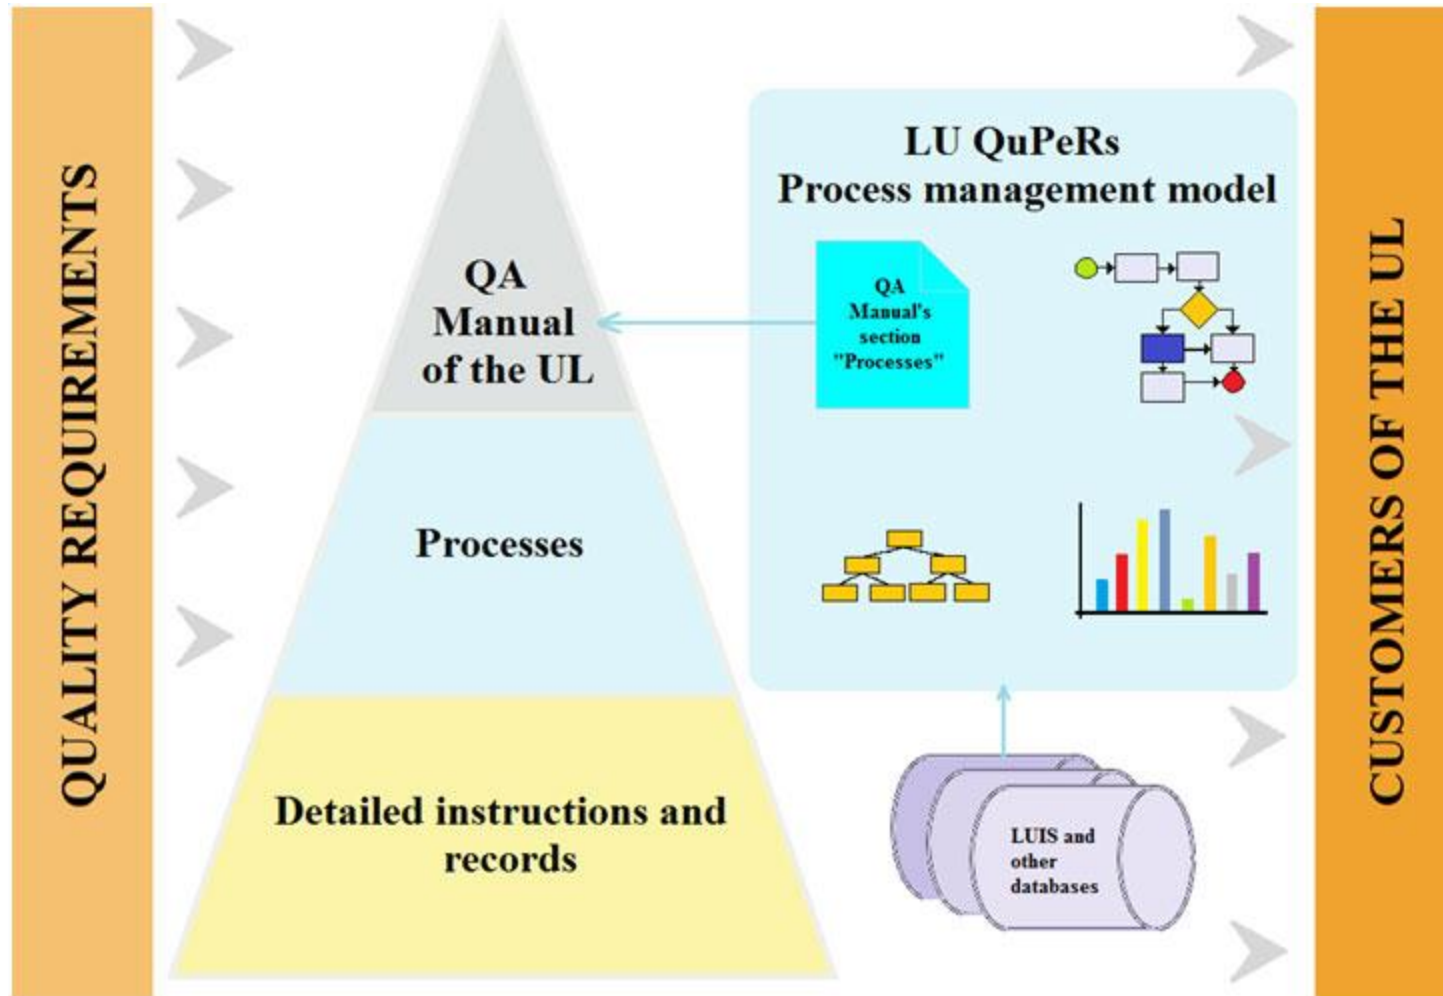 QUALITY REQUIREMENTS
QA
Manual
of the UL
Processes
Detailed instructions and
records
LU QuPeRs
Process management model
QA
Manual's
section
"Processes"
LUIS and
other
databases
CUSTOMERS OF THE UL